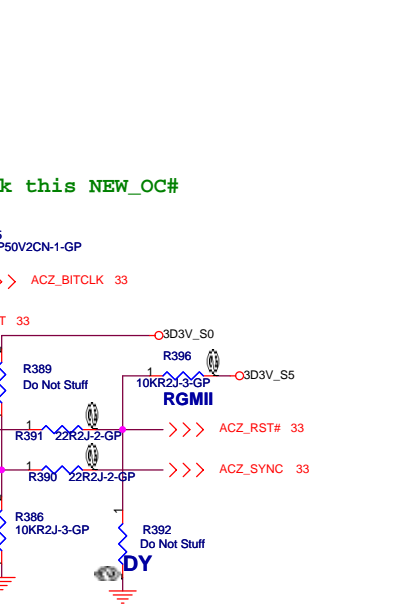 k this NEW_OC#
P50V2CN-1-GP
ACZ_BITCLK 33
T 33
3D3V_S0
R396
R389
1
3D3V_S5
Do Not Stuff
10KR2J-3-GP
RGMII
1
ACZ_RST# 33
R391 22R2J-2-GP
1
ACZ_SYNC 33
R390 22R2J-2-GP
1
R386
10KR2J-3-GP
R392
Do Not Stuff
DY